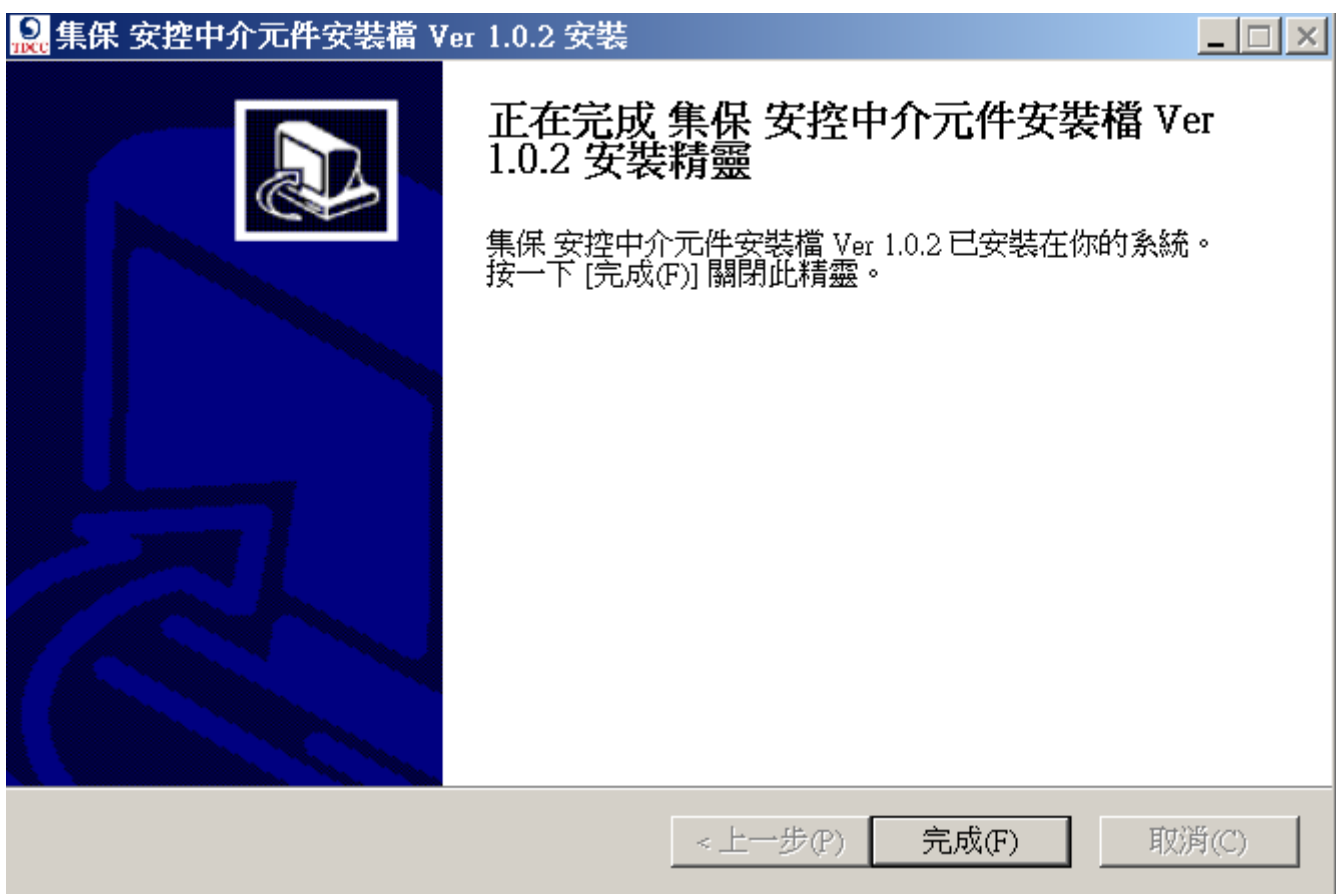 TDCC
集保 安控中介元件安裝檔 Ver 1.0.2 安裝
正在完成 集保 安控中介元件安裝檔 Ver
1.0.2 安裝精靈
集保 安控中介元件安裝檔 Ver 1.0.2 已安裝在你的系統。
按一下 [完成(F)] 關閉此精靈。
< 上一步(P)
完成(F)
取消(C)